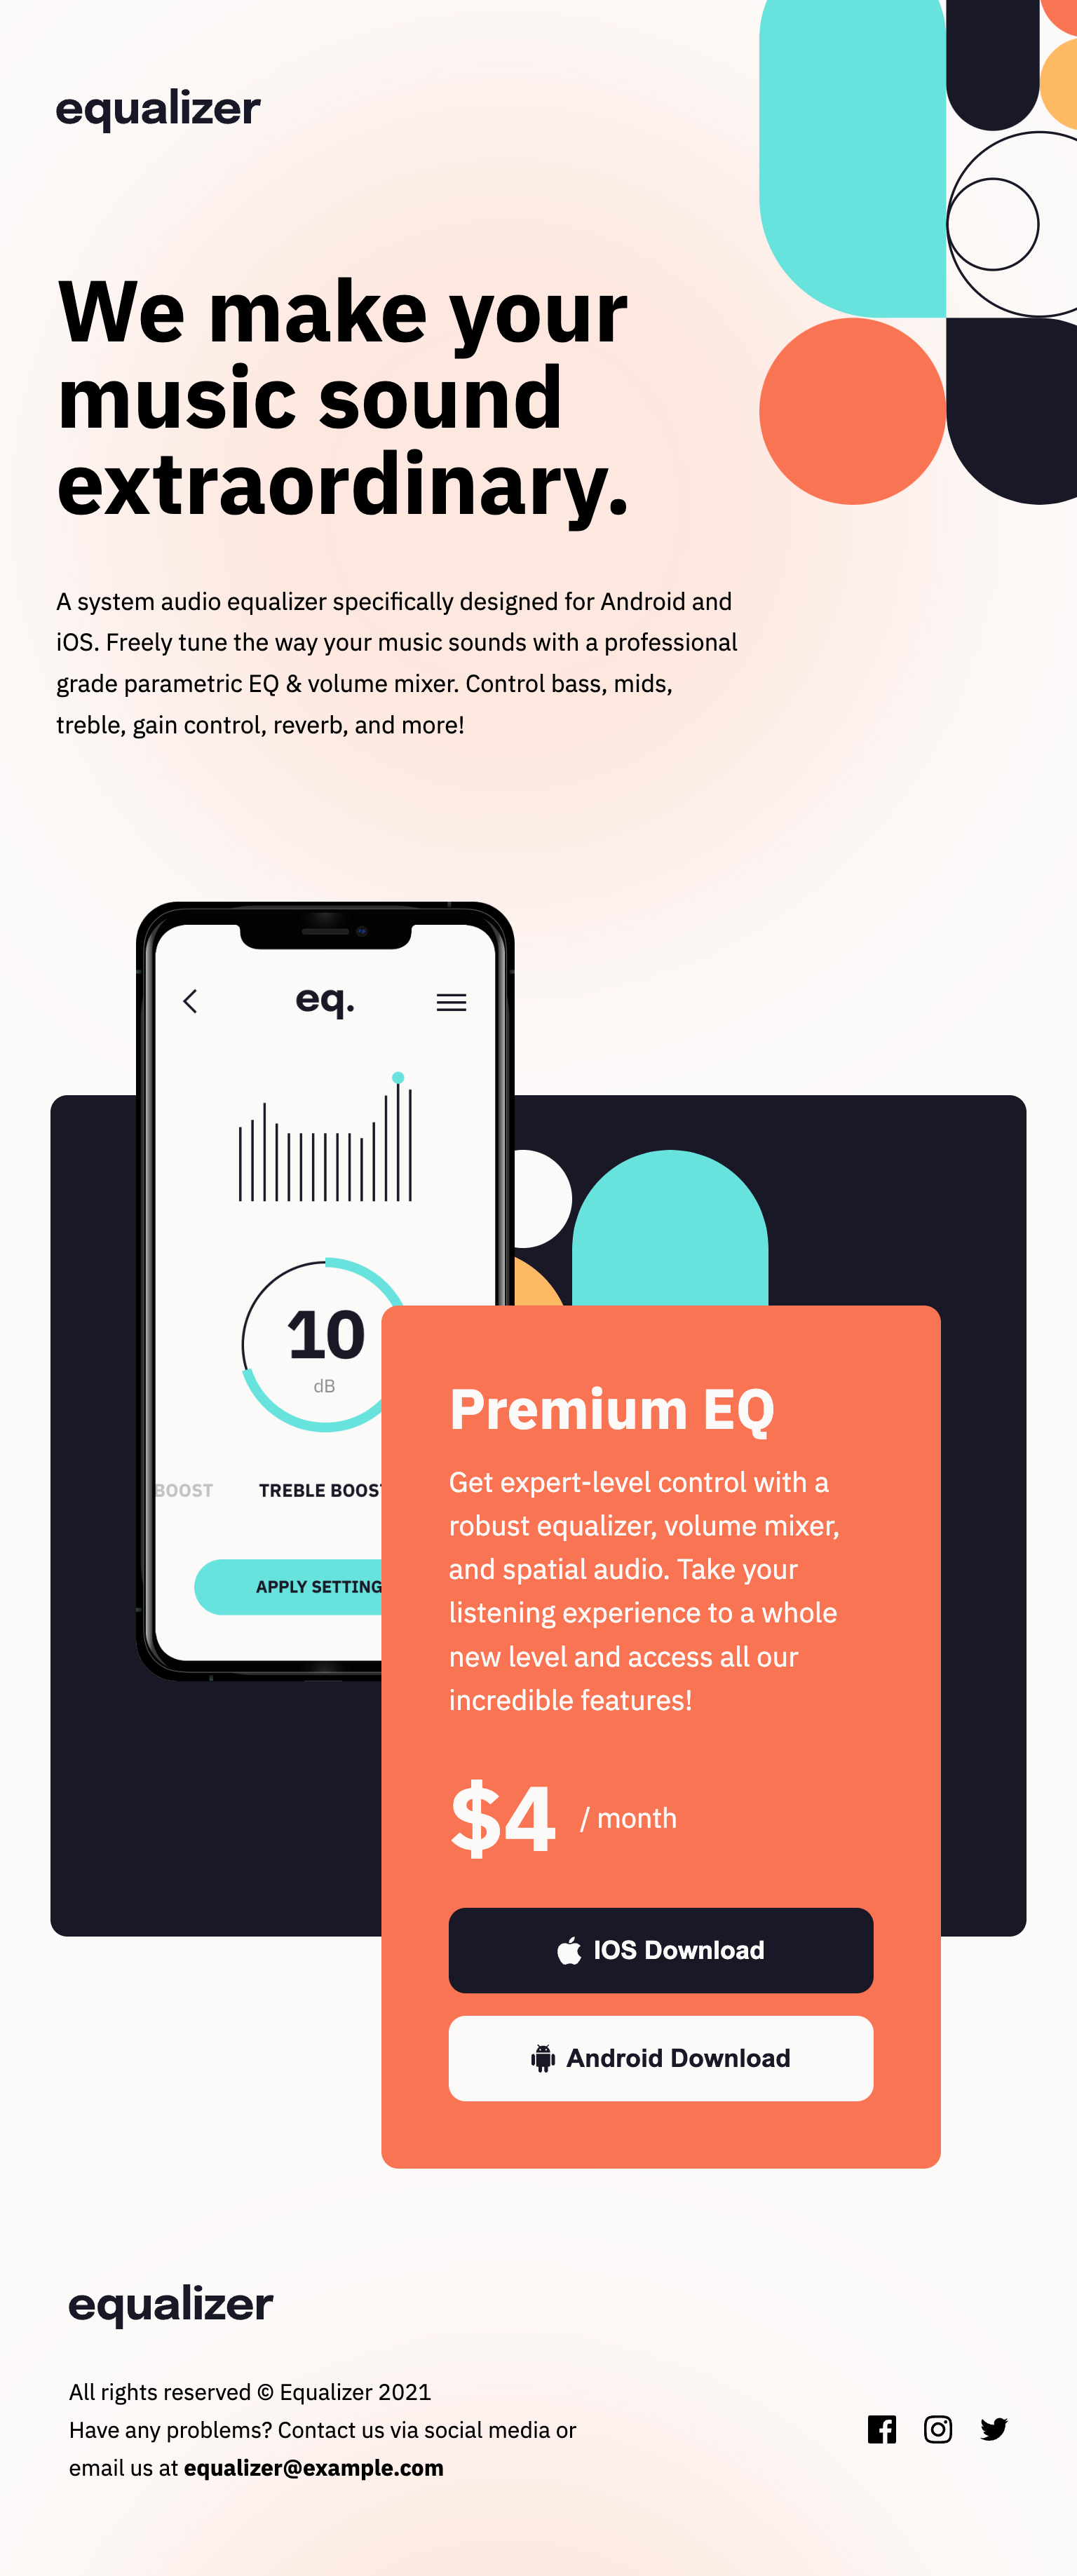 equalizer
We make your
music sound
extraordinary.
A system audio equalizer specifically designed for Android and
iOS. Freely tune the way your music sounds with a professional
grade parametric EQ & volume mixer. Control bass, mids,
treble, gain control, reverb, and more!
eq.
10
dB
BOOST TREBLE BOOST
APPLY SETTING
Premium EQ
Get expert-level control with a
robust equalizer, volume mixer,
and spatial audio. Take your
listening experience to a whole
new level and access all our
incredible features!
$4 / month
IOS Download
Android Download
equalizer
All rights reserved © Equalizer 2021
Have any problems? Contact us via social media or
email us at equalizer@example.com